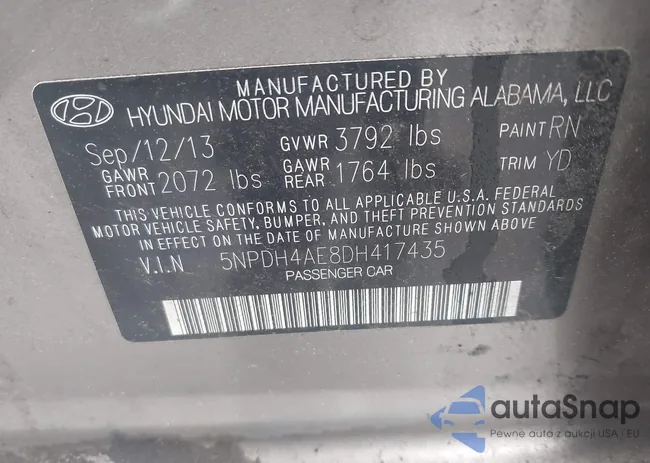 MANUFACTURED BY
HYUNDAI MOTOR MANUFACTURING ALABAMA, LLC
Sep/12/13 GVWR 3792 lbs PAINT RN
GAWR FRONT 2072 lbs GAWR REAR 1764 lbs TRIM YD
THIS VEHICLE CONFORMS TO ALL APPLICABLE U.S.A. FEDERAL
MOTOR VEHICLE SAFETY, BUMPER, AND THEFT PREVENTION STANDARDS
IN EFFECT ON THE DATE OF MANUFACTURE SHOWN ABOVE
V.I.N 5NPDH4AE8DH417435
PASSENGER CAR
autoSnap
Pewne auto z aukcji USA - EU